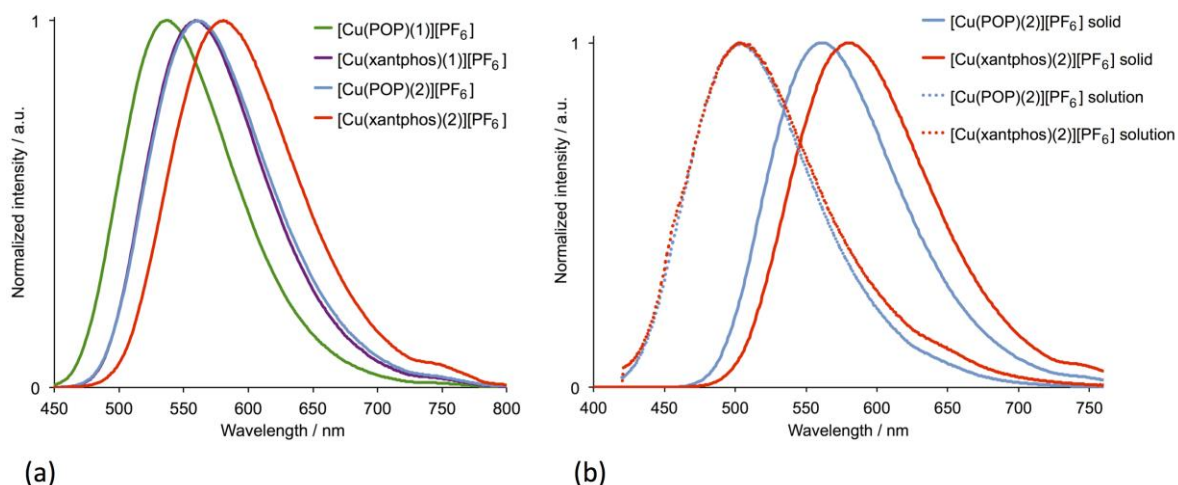 1
[Cu(POP)(1)][PF₆]
[Cu(xantphos)(1)][PF₆]
[Cu(POP)(2)][PF₆]
[Cu(xantphos)(2)][PF₆]
Normalized intensity / a.u.
0
450 500 550 600 650 700 750 800
Wavelength / nm
(a)
1
[Cu(POP)(2)][PF₆] solid
[Cu(xantphos)(2)][PF₆] solid
[Cu(POP)(2)][PF₆] solution
[Cu(xantphos)(2)][PF₆] solution
Normalized intensity / a.u.
0
400 450 500 550 600 650 700 750
Wavelength / nm
(b)